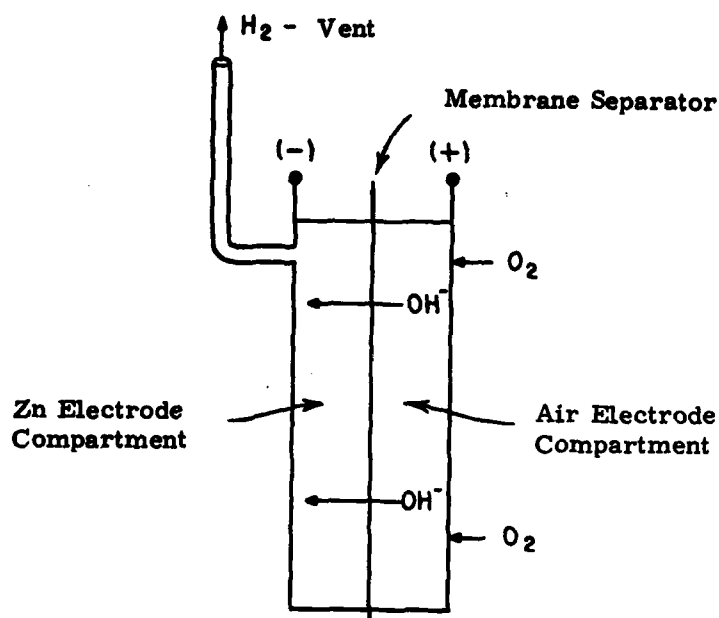 H₂ - Vent
Membrane Separator
(-)
(+)
O₂
OH⁻
Zn Electrode
Compartment
Air Electrode
Compartment
OH⁻
O₂